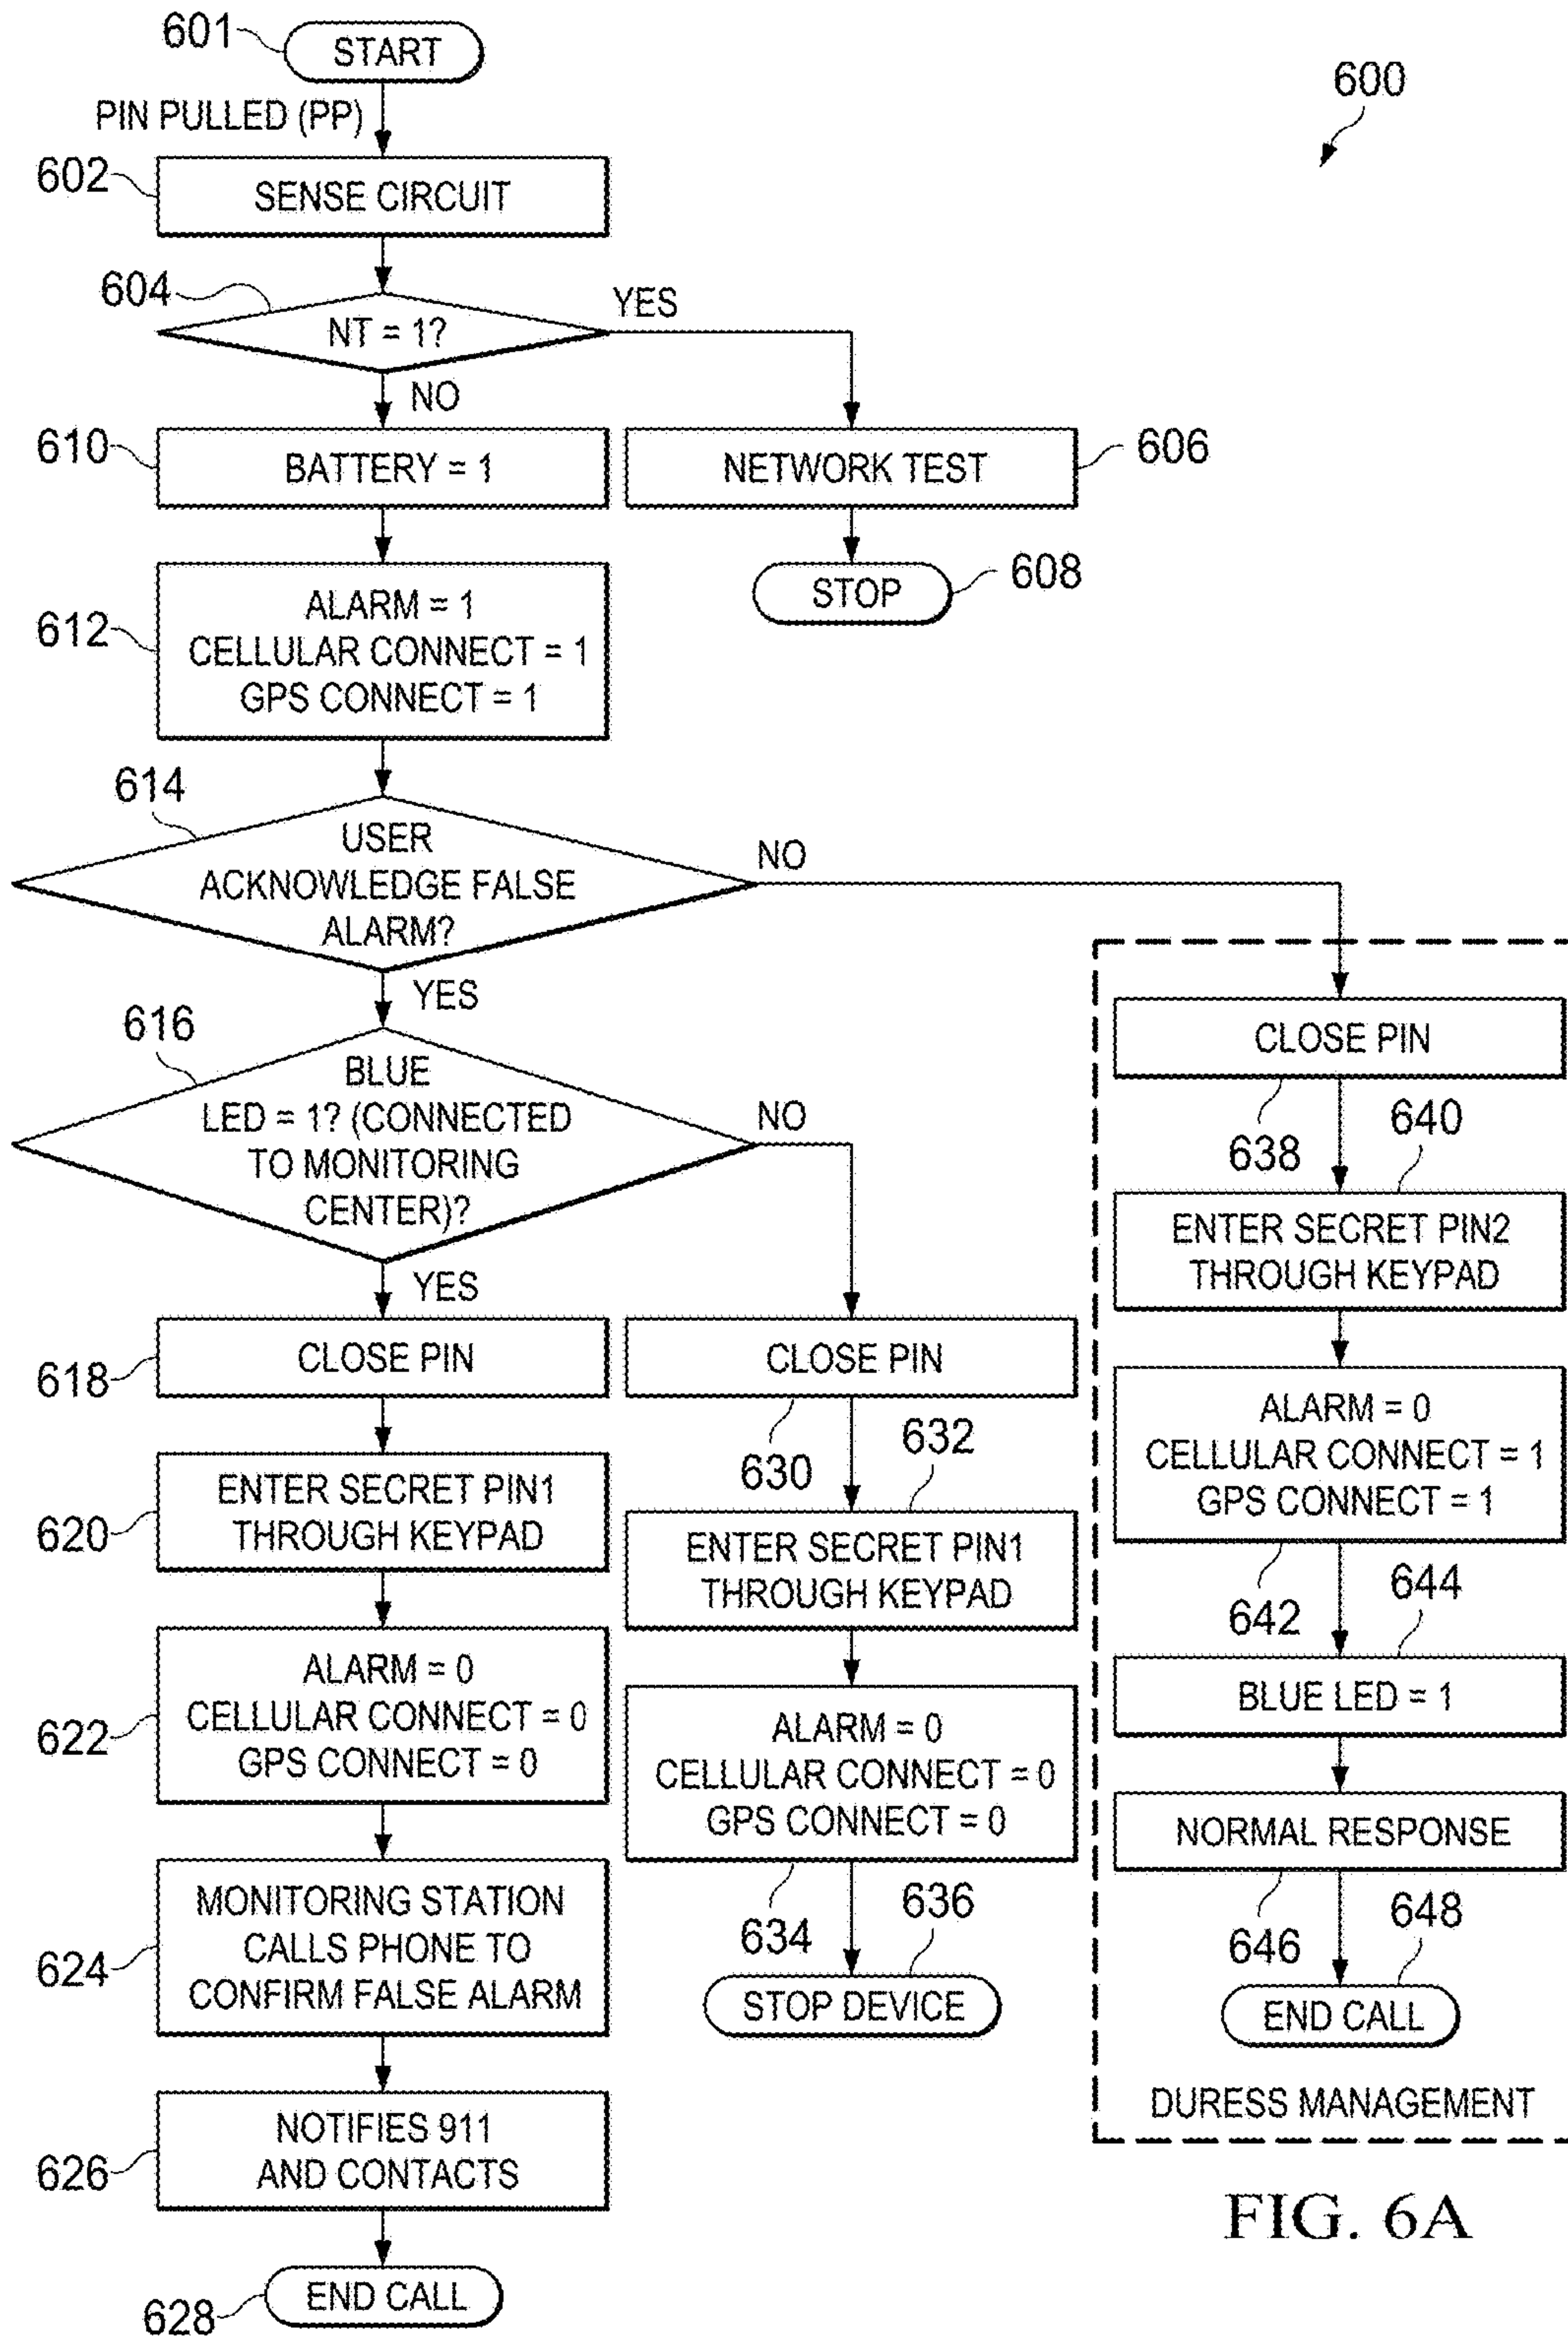 601
START
600
PIN PULLED (PP)
602
SENSE CIRCUIT
604
NT = 1?
YES
NO
610
BATTERY = 1
NETWORK TEST
606
STOP
608
612
ALARM = 1
CELLULAR CONNECT = 1
GPS CONNECT = 1
614
USER
ACKNOWLEDGE FALSE
ALARM?
NO
YES
616
BLUE
LED = 1? (CONNECTED
TO MONITORING
CENTER)?
NO
YES
618
CLOSE PIN
620
ENTER SECRET PIN1
THROUGH KEYPAD
622
ALARM = 0
CELLULAR CONNECT = 0
GPS CONNECT = 0
624
MONITORING STATION
CALLS PHONE TO
CONFIRM FALSE ALARM
626
NOTIFIES 911
AND CONTACTS
628
END CALL
CLOSE PIN
630
632
ENTER SECRET PIN1
THROUGH KEYPAD
ALARM = 0
CELLULAR CONNECT = 0
GPS CONNECT = 0
634
636
STOP DEVICE
CLOSE PIN
638
640
ENTER SECRET PIN2
THROUGH KEYPAD
ALARM = 0
CELLULAR CONNECT = 1
GPS CONNECT = 1
642
644
BLUE LED = 1
NORMAL RESPONSE
646
648
END CALL
DURESS MANAGEMENT
FIG. 6A